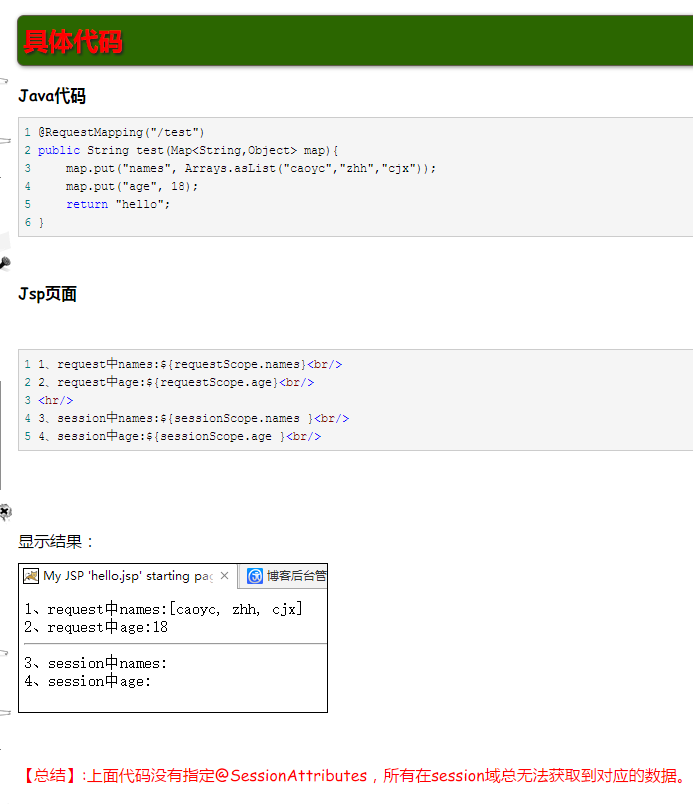 具体代码
Java代码
1 @RequestMapping("/test")
2 public String test(Map<String,Object> map){
3     map.put("names", Arrays.asList("caoyc","zhh","cjx"));
4     map.put("age", 18);
5     return "hello";
6 }
Jsp页面
1 1、request中names:${requestScope.names}<br/>
2 2、request中age:${requestScope.age}<br/>
3 <hr/>
4 3、session中names:${sessionScope.names }<br/>
5 4、session中age:${sessionScope.age }<br/>
显示结果：
My JSP 'hello.jsp' starting pag × 博客后台管
1、request中names:[caoyc, zhh, cjx]
2、request中age:18
3、session中names:
4、session中age:
【总结】:上面代码没有指定@SessionAttributes，所有在session域总无法获取到对应的数据。